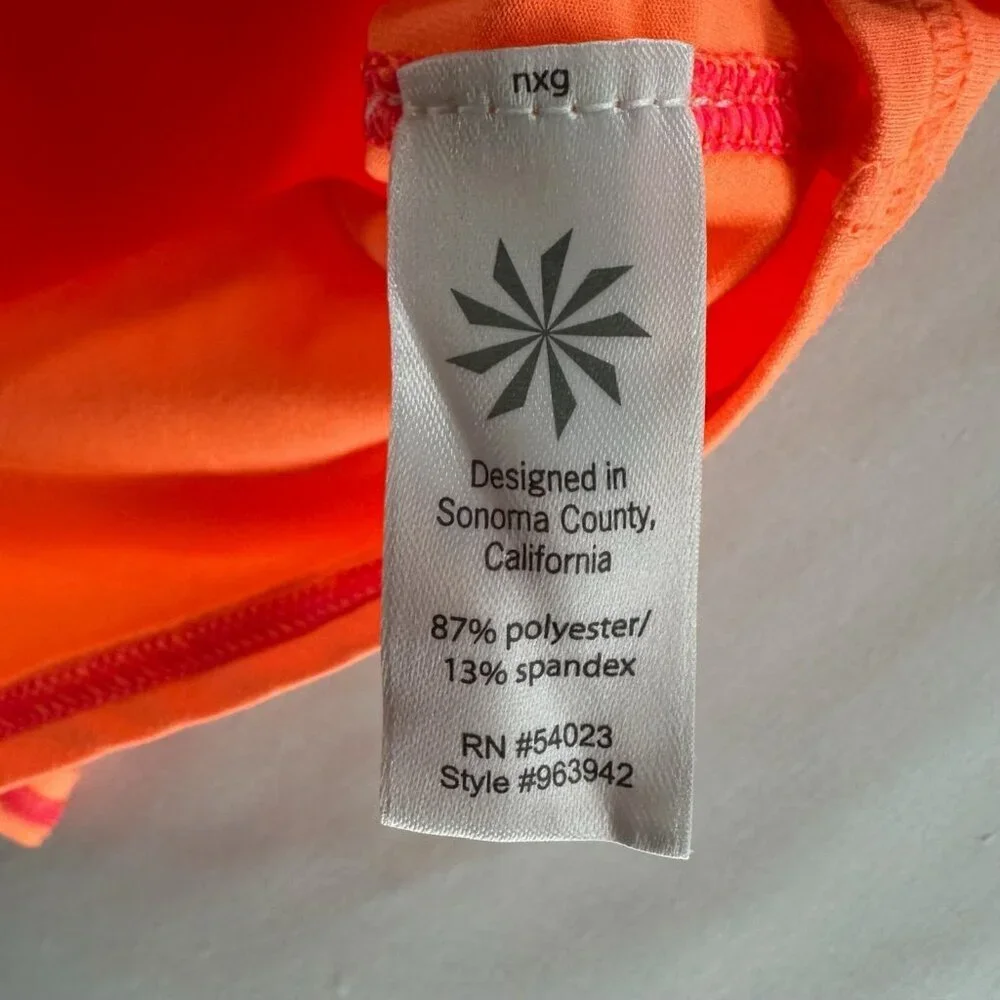 nxg
Designed in
Sonoma County,
California
87% polyester/
13% spandex
RN #54023
Style #963942